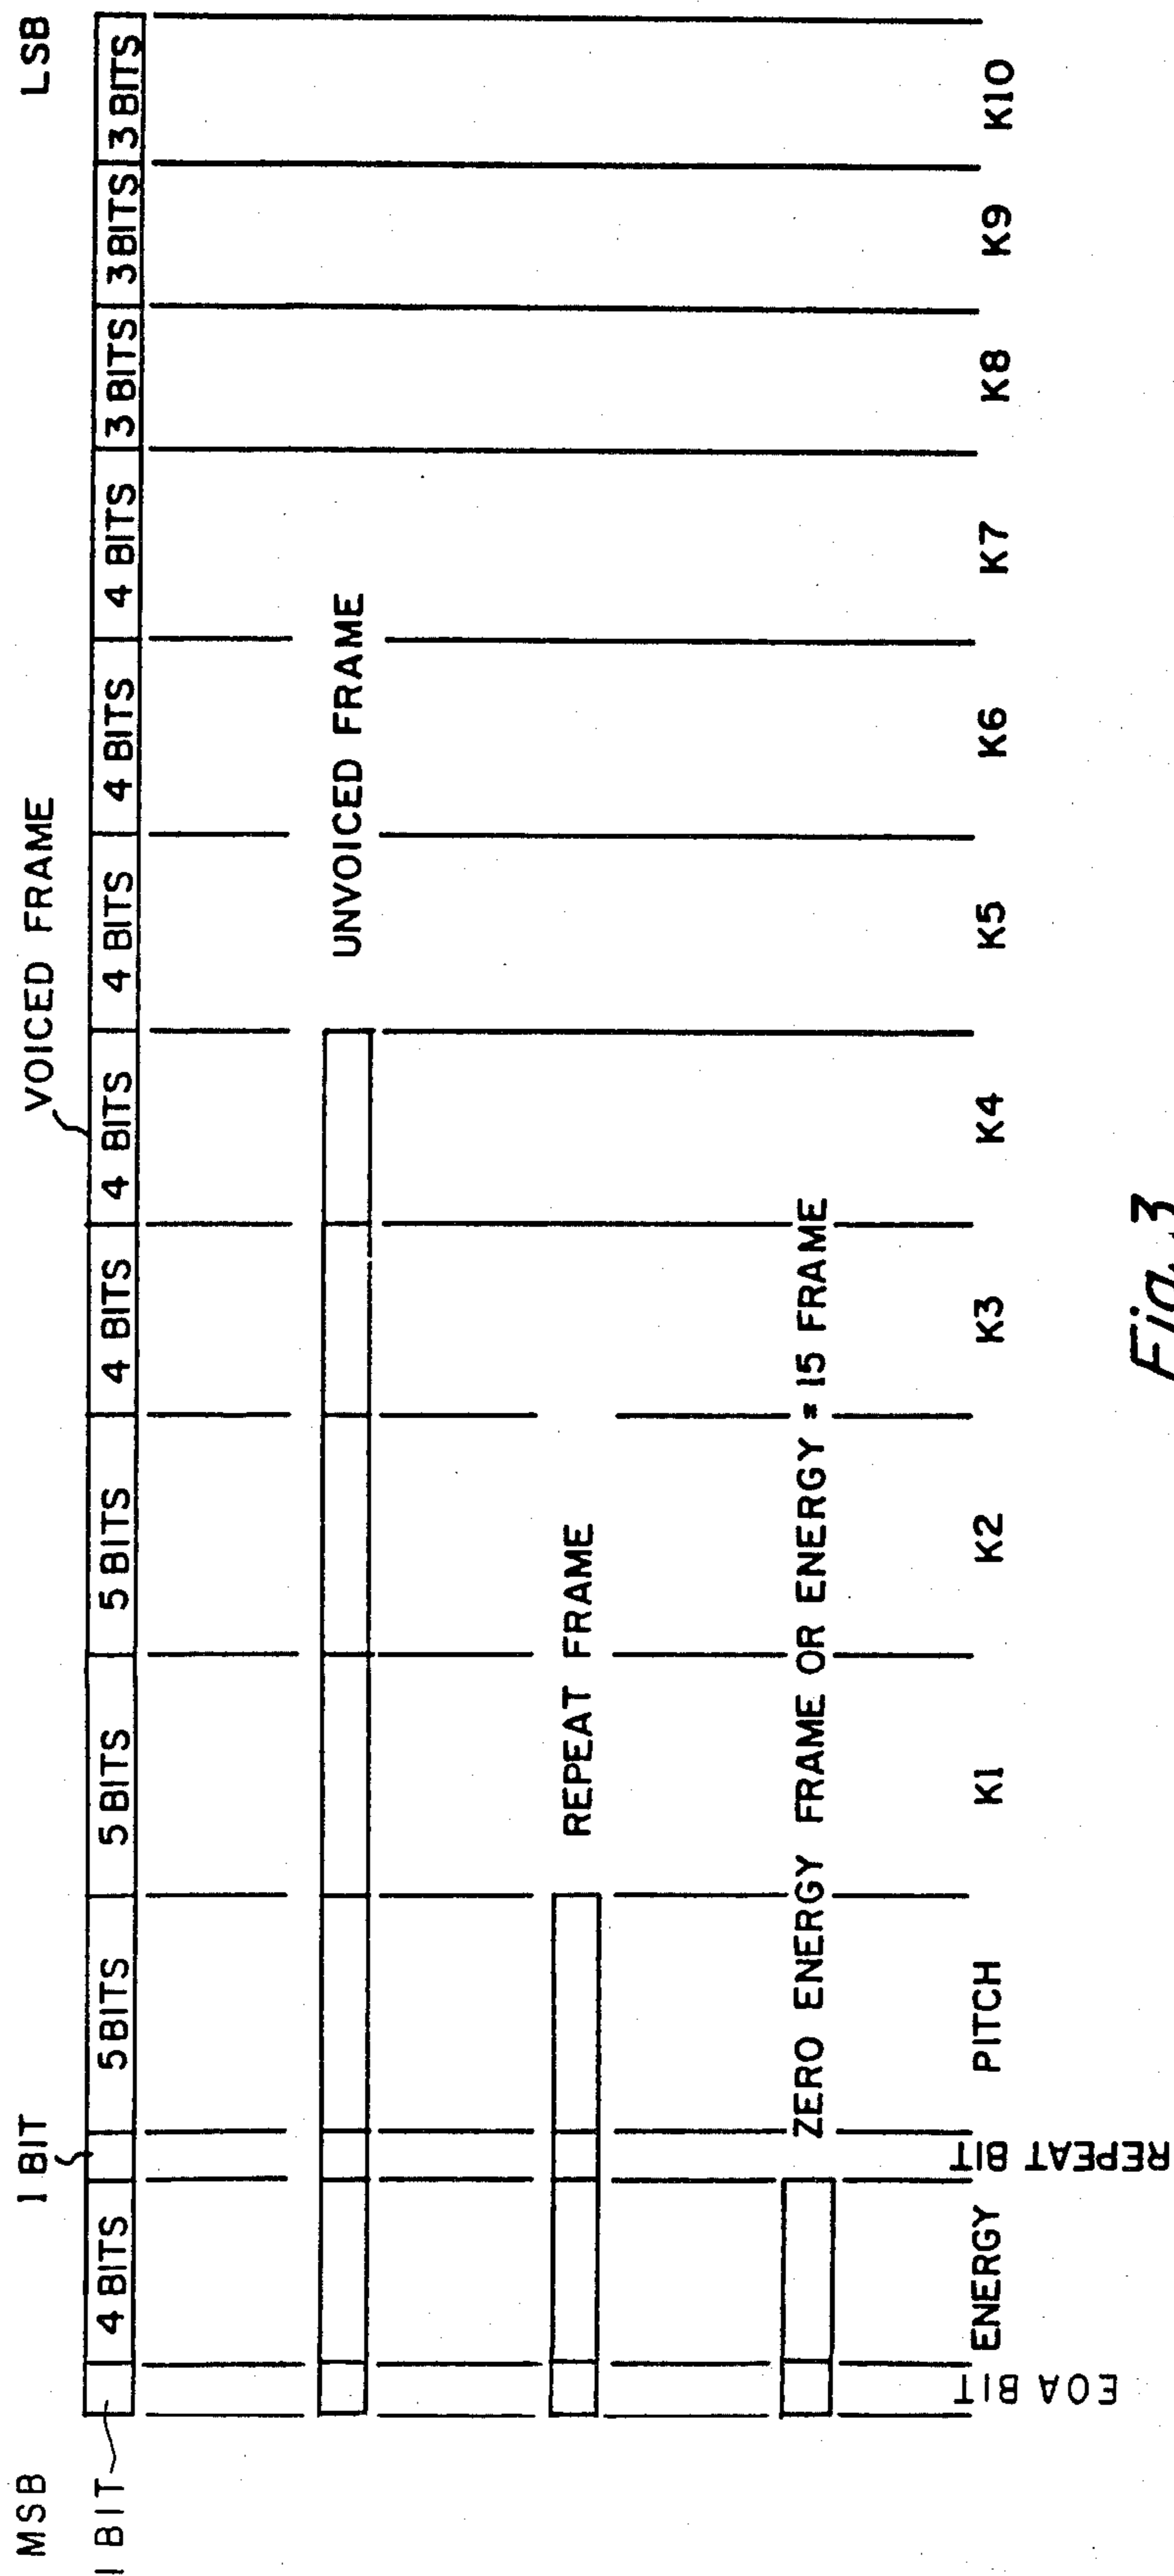 MSB
1 BIT
VOICED FRAME
LSB
1 BIT
4 BITS
5 BITS
5 BITS
5 BITS
4 BITS
4 BITS
4 BITS
4 BITS
4 BITS
3 BITS
3 BITS
3 BITS
UNVOICED FRAME
REPEAT FRAME
ZERO ENERGY FRAME OR ENERGY = 15 FRAME
EOA BIT
ENERGY
REPEAT BIT
PITCH
K1
K2
K3
K4
K5
K6
K7
K8
K9
K10
Fig. 3